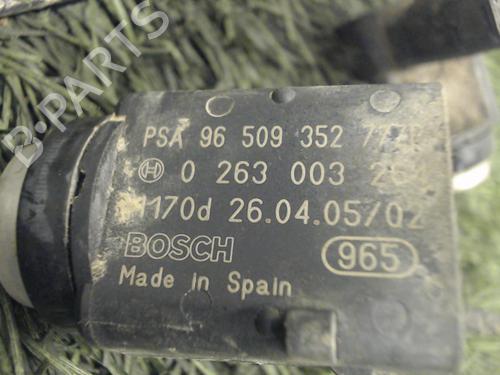 B-PARTS
PSA 96 509 352
0 263 003
1170d 26.04.05/02
BOSCH
965
Made in Spain